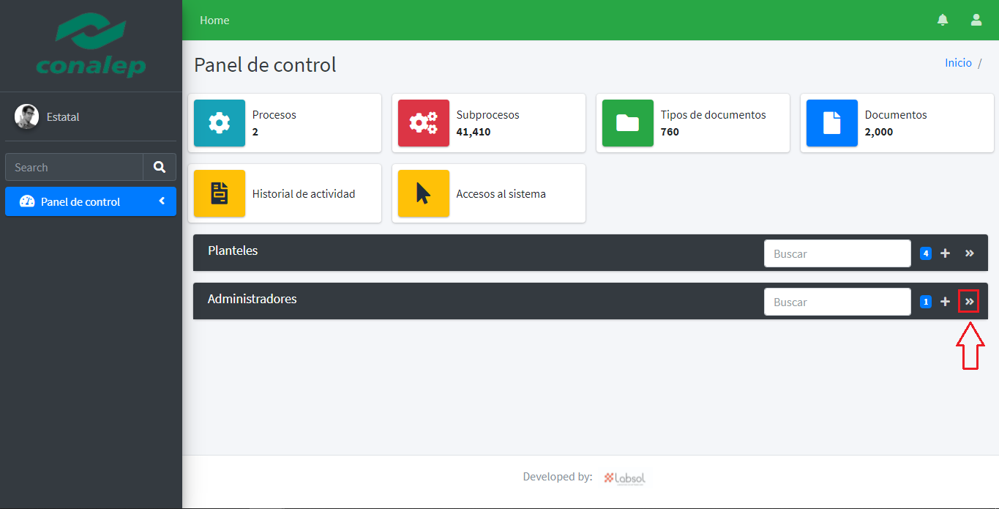 conalep
Home
Panel de control
Inicio /
Estatal
Search
Panel de control
Procesos
2
Subprocesos
41,410
Tipos de documentos
760
Documentos
2,000
Historial de actividad
Accesos al sistema
Planteles
Buscar
4
Administradores
Buscar
1
Developed by:
Labsol